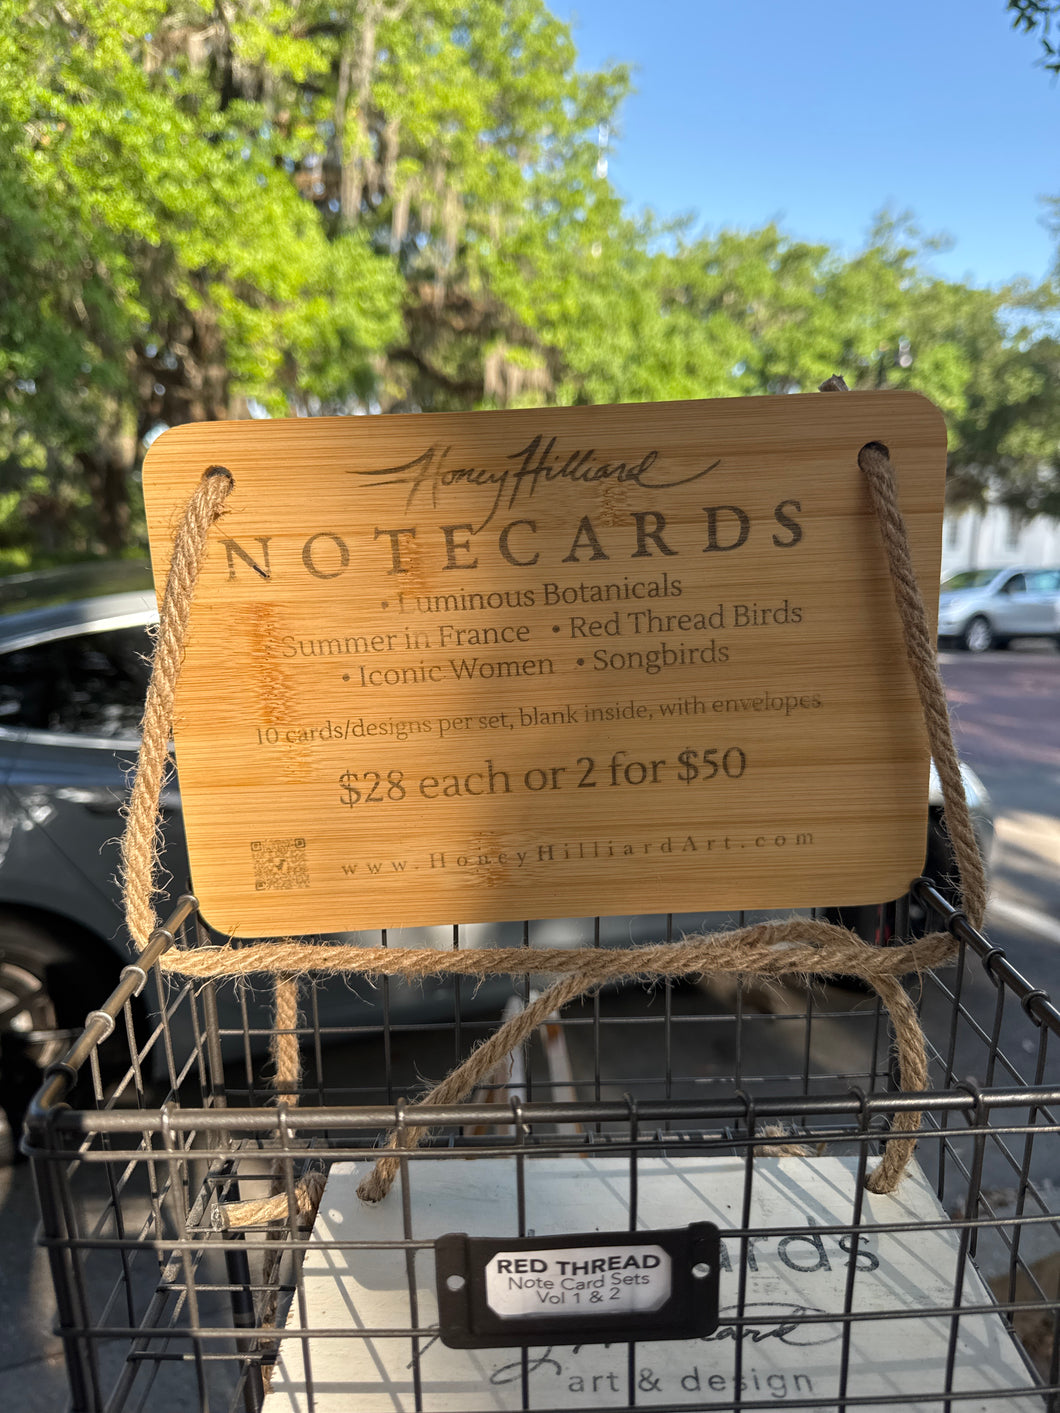 Honey Hilliard
NOTECARDS
• Luminous Botanicals
• Summer in France • Red Thread Birds
• Iconic Women • Songbirds
10 cards/designs per set, blank inside, with envelopes
$28 each or 2 for $50
www.HoneyHilliardArt.com
RED THREAD
Note Card Sets
Vol 1 & 2
art & design